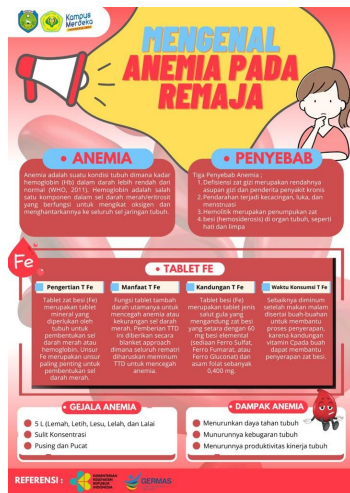 Kampus
Merdeka
MENGENAL
ANEMIA PADA
REMAJA
• ANEMIA
Anemia adalah suatu kondisi tubuh dimana kadar
hemoglobin (Hb) dalam darah lebih rendah dari
normal (WHO, 2011). Hemoglobin adalah salah
satu komponen dalam sel darah merah/eritrosit
yang berfungsi untuk mengikat oksigen dan
menghantarkannya ke seluruh sel jaringan tubuh.
• PENYEBAB
Tiga Penyebab Anemia ;
1. Defisiensi zat gizi merupakan rendahnya
asupan gizi dan penderita penyakit kronis
2. Pendarahan terjadi kecacingan, luka, dan
menstruasi
3. Hemolitik merupakan penumpukan zat
4. besi (hemosiderosis) di organ tubuh, seperti
hati dan limpa
Fe
• TABLET FE
Pengertian T Fe
Tablet zat besi (Fe)
merupakan tablet
mineral yang
diperlukan oleh
tubuh untuk
pembentukan sel
darah merah atau
hemoglobin. Unsur
Fe merupakan unsur
paling penting untuk
pembentukan sel
darah merah.
Manfaat T Fe
Fungsi tablet tambah
darah utamanya untuk
mencegah anemia atau
kekurangan sel darah
merah. Pemberian TTD
ini diberikan secara
blanket approach
dimana seluruh rematri
diharuskan meminum
TTD untuk mencegah
anemia.
Kandungan T Fe
Tablet besi (Fe)
merupakan tablet jenis
salut gula yang
mengandung zat besi
yang setara dengan 60
mg besi elemental
(sediaan Ferro Sulfat,
Ferro Fumarat, atau
Ferro Gluconat) dan
asam folat sebanyak
0,400 mg.
Waktu Konsumsi T Fe
Sebaiknya diminum
setelah makan malam
disertai buah-buahan
untuk membantu
proses penyerapan,
karena kandungan
vitamin Cpada buah
dapat membantu
penyerapan zat besi.
• GEJALA ANEMIA
5 L (Lemah, Letih, Lesu, Lelah, dan Lalai
Sulit Konsentrasi
Pusing dan Pucat
• DAMPAK ANEMIA
Menurunkan daya tahan tubuh
Menurunnya kebugaran tubuh
Menurunnya produktivitas kinerja tubuh
REFERENSI :
KEMENTERIAN
KESEHATAN
REPUBLIK
INDONESIA
GERMAS